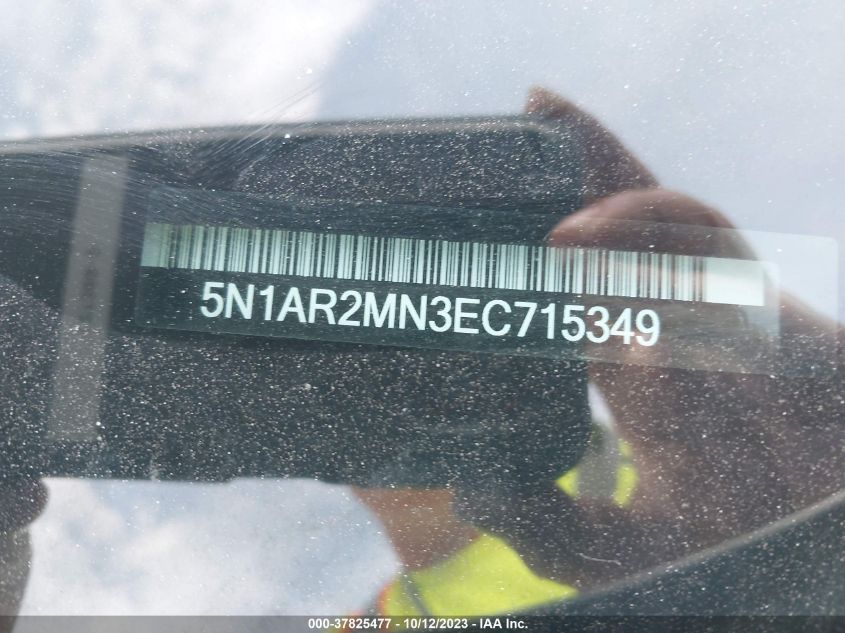 5N1AR2MN3EC715349
000-37825477 - 10/12/2023 - IAA Inc.